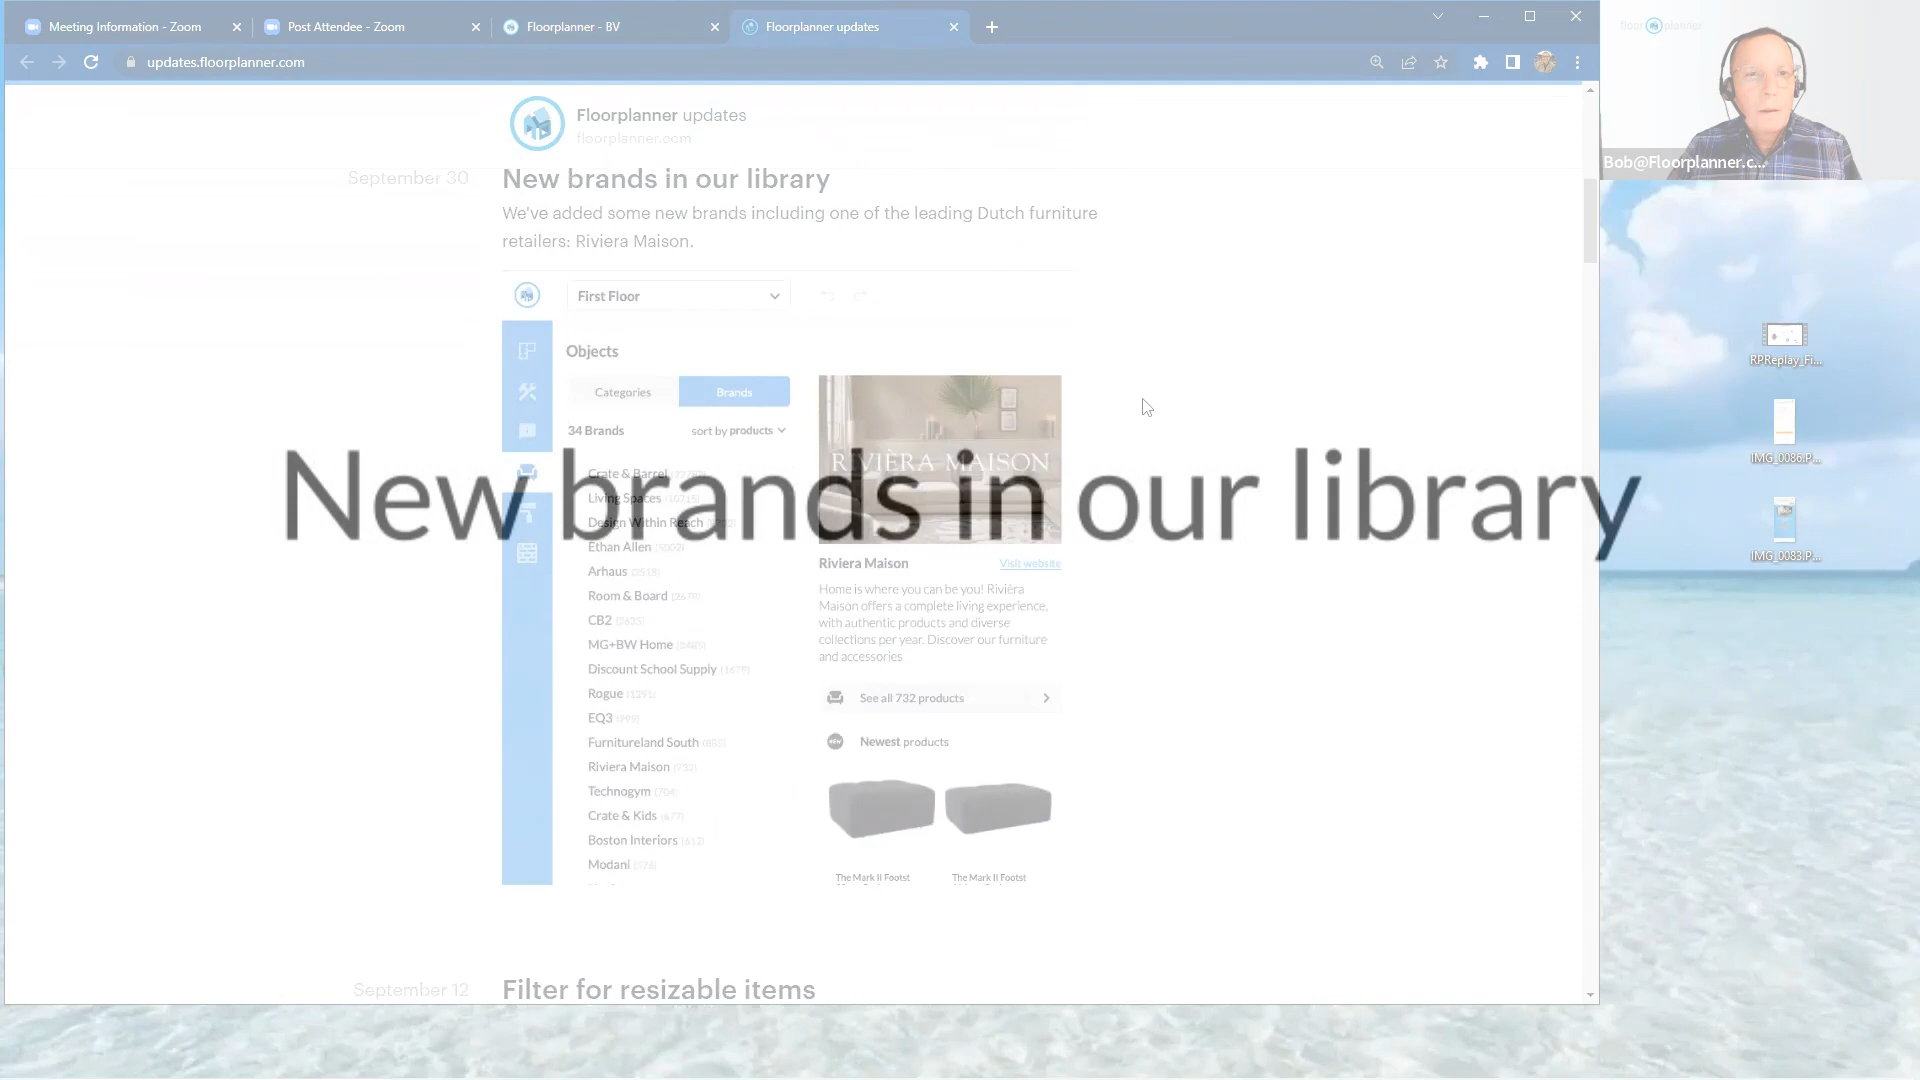 Meeting Information - Zoom
Post Attendee - Zoom
Floorplanner - BV
Floorplanner updates
updates.floorplanner.com
floor planner
Bob@Floorplanner.c...
Floorplanner updates
floorplanner.com
September 30
New brands in our library
We've added some new brands including one of the leading Dutch furniture
retailers: Riviera Maison.
First Floor
Objects
Categories
Brands
34 Brands
sort by products
Crate & Barrel
Living Spaces
Design Within Reach
Ethan Allen
Arhaus
Room & Board
CB2
MG+BW Home
Discount School Supply
Rogue
EQ3
Furnitureland South
Riviera Maison
Technogym
Crate & Kids
Boston Interiors
Modani
RIVIÈRA MAISON
Riviera Maison
Visit website
Home is where you can be you! Rivièra
Maison offers a complete living experience,
with authentic products and diverse
collections per year. Discover our furniture
and accessories
See all 732 products
NEW
Newest products
The Mark II Footst
The Mark II Footst
New brands in our library
September 12
Filter for resizable items
RPReplay_Fi...
IMG_0086.P...
IMG_0083.P...